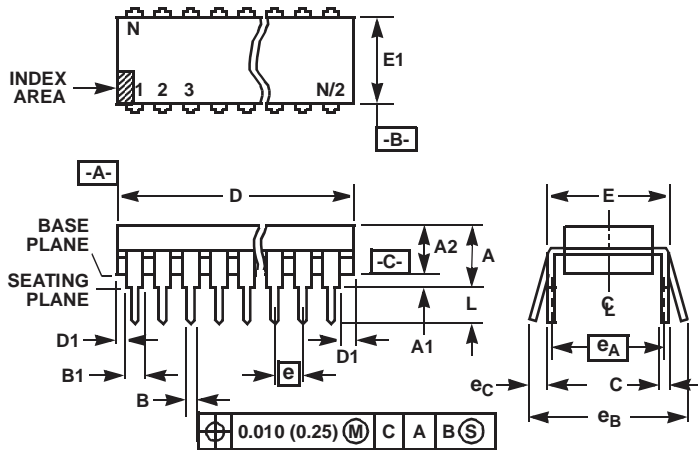 N
E1
INDEX
AREA
1 2 3 N/2
-B-
-A-
D
E
BASE
PLANE
A2
A
-C-
SEATING
PLANE
L
C
L
D1
A1
D1
eA
B1
e
eC
C
B
eB
0.010 (0.25) M C A B S